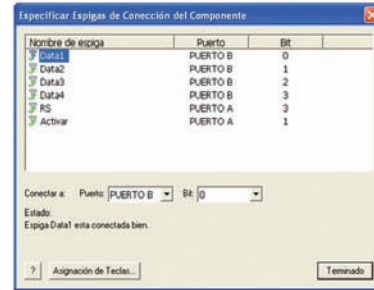 Especificar Espigas de Conección del Componente
Nombre de espiga Puerto Bit
Data1 PUERTO B 0
Data2 PUERTO B 1
Data3 PUERTO B 2
Data4 PUERTO B 3
RS PUERTO A 3
Activar PUERTO A 1
Conectar a: Puerto: PUERTO B Bit: 0
Estado:
Espiga Data1 esta conectada bien.
? Asignación de Teclas... Terminado